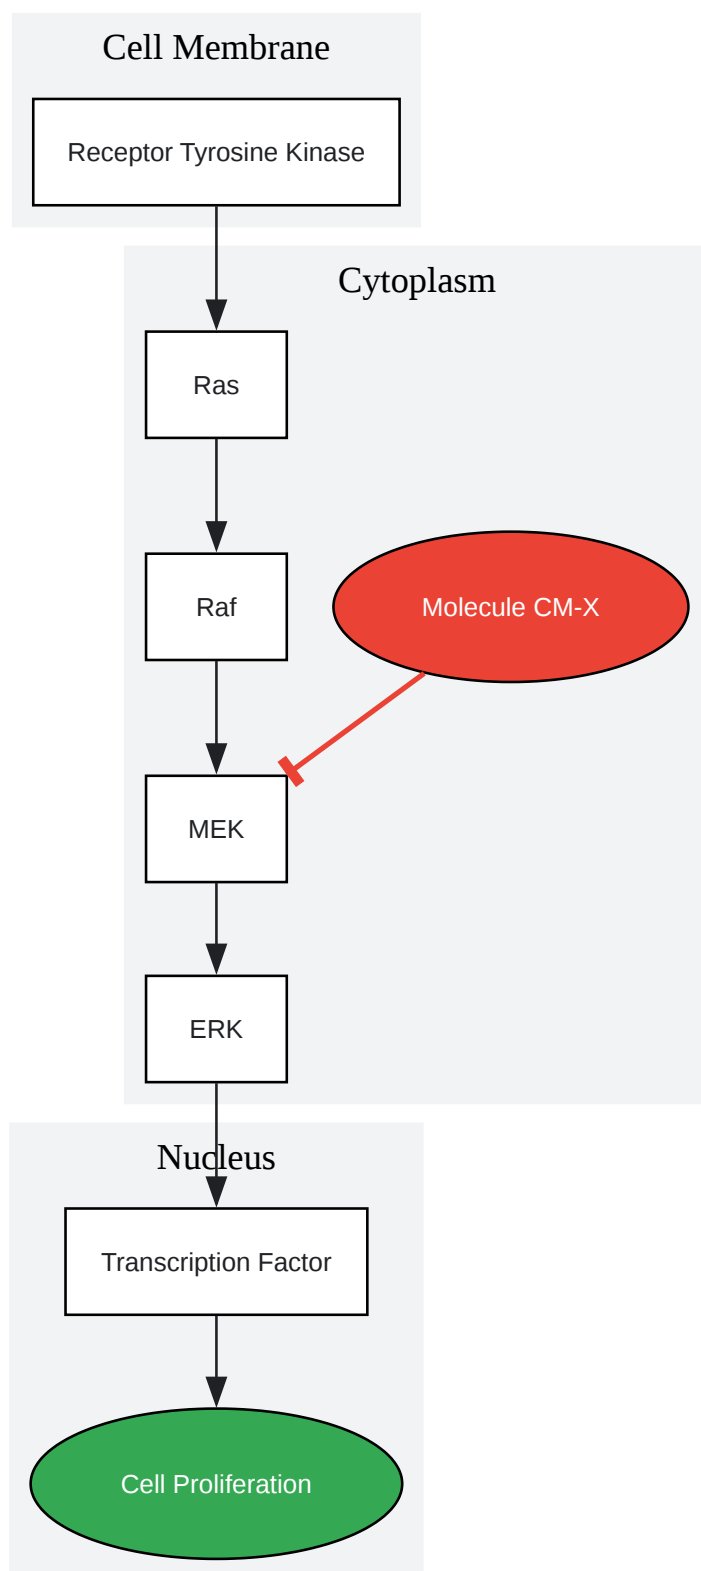 Cell Membrane
Receptor Tyrosine Kinase
Cytoplasm
Ras
Raf
Molecule CM-X
MEK
ERK
Nucleus
Transcription Factor
Cell Proliferation